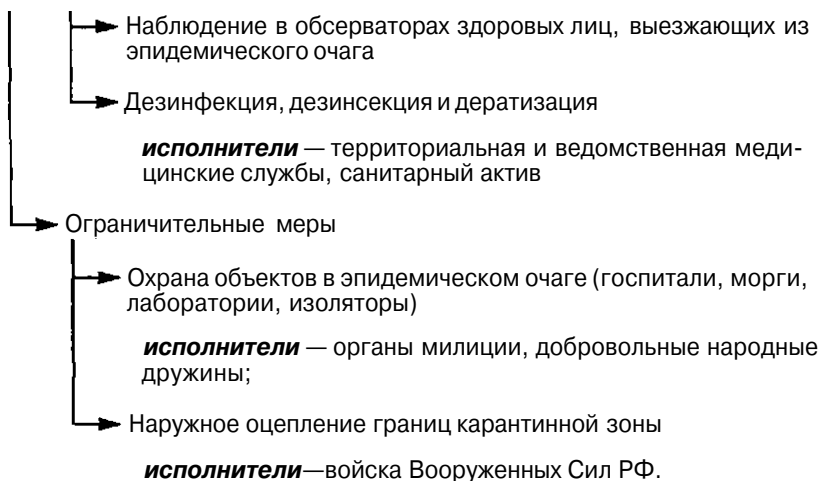 Наблюдение в обсерваторах здоровых лиц, выезжающих из
эпидемического очага
Дезинфекция, дезинсекция и дератизация
исполнители — территориальная и ведомственная меди-
цинские службы, санитарный актив
Ограничительные меры
Охрана объектов в эпидемическом очаге (госпитали, морги,
лаборатории, изоляторы)
исполнители — органы милиции, добровольные народные
дружины;
Наружное оцепление границ карантинной зоны
исполнители—войска Вооруженных Сил РФ.